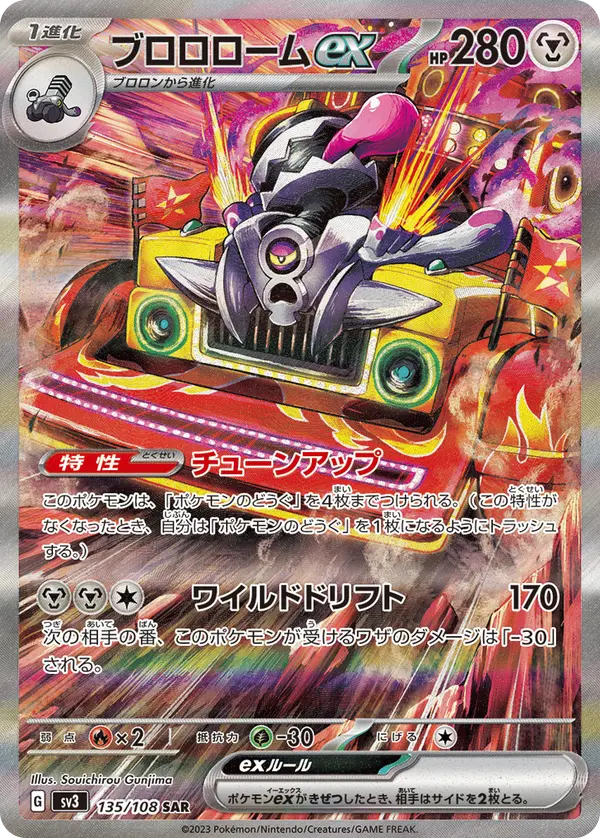 1進化
ブロロロームex
HP280
ブロロンから進化
特性
とくせい
チューンアップ
このポケモンは、「ポケモンのどうぐ」を4枚までつけられる。（この特性が
なくなったとき、自分は「ポケモンのどうぐ」を1枚になるようにトラッシュ
する。）
ワイルドドリフト 170
次の相手の番、このポケモンが受けるワザのダメージは「-30」
される。
弱点 ×2 抵抗力 -30 にげる
Illus. Souichirou Gunjima
exルール
G sv3 135/108 SAR
ポケモンexがきぜつしたとき、相手はサイドを2枚とる。
©2023 Pokémon/Nintendo/Creatures/GAME FREAK.